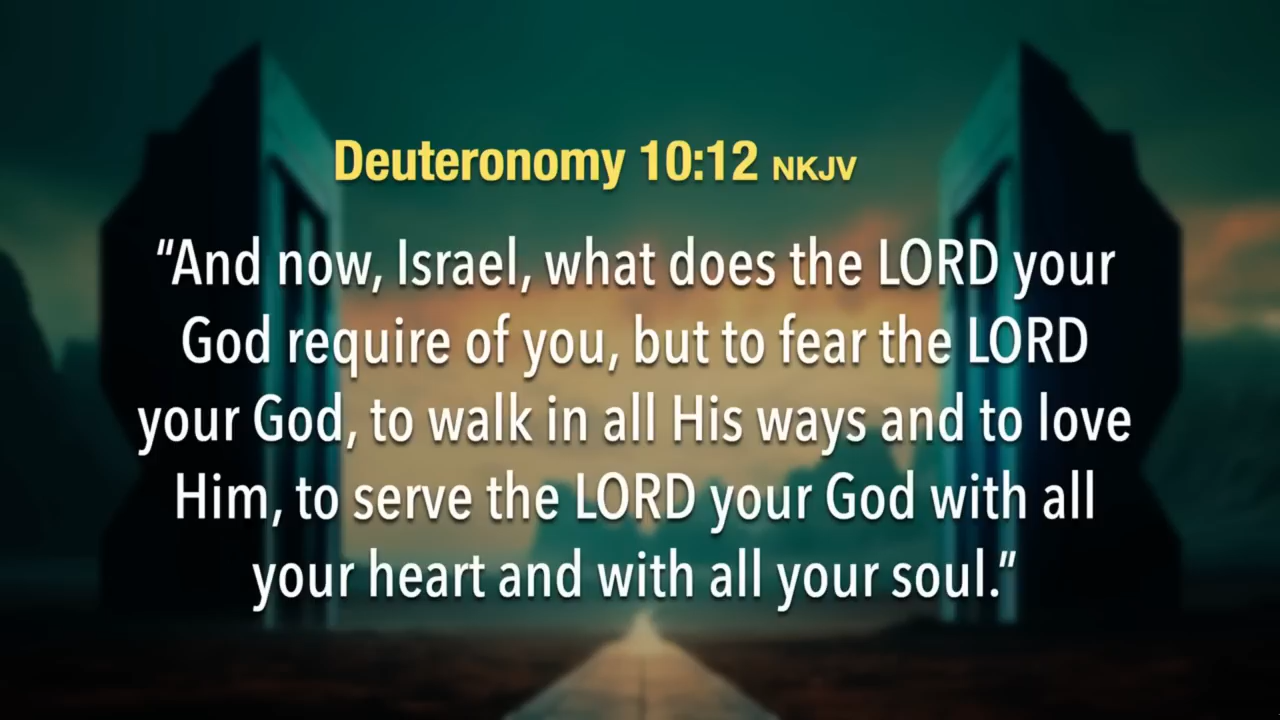 Deuteronomy 10:12 NKJV
“And now, Israel, what does the LORD your
God require of you, but to fear the LORD
your God, to walk in all His ways and to love
Him, to serve the LORD your God with all
your heart and with all your soul.”